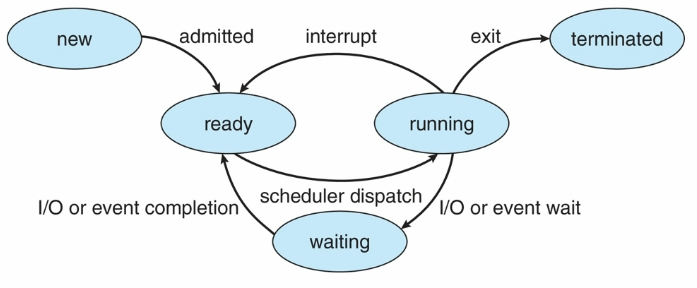 new
admitted
interrupt
exit
terminated
ready
running
I/O or event completion
scheduler dispatch
I/O or event wait
waiting